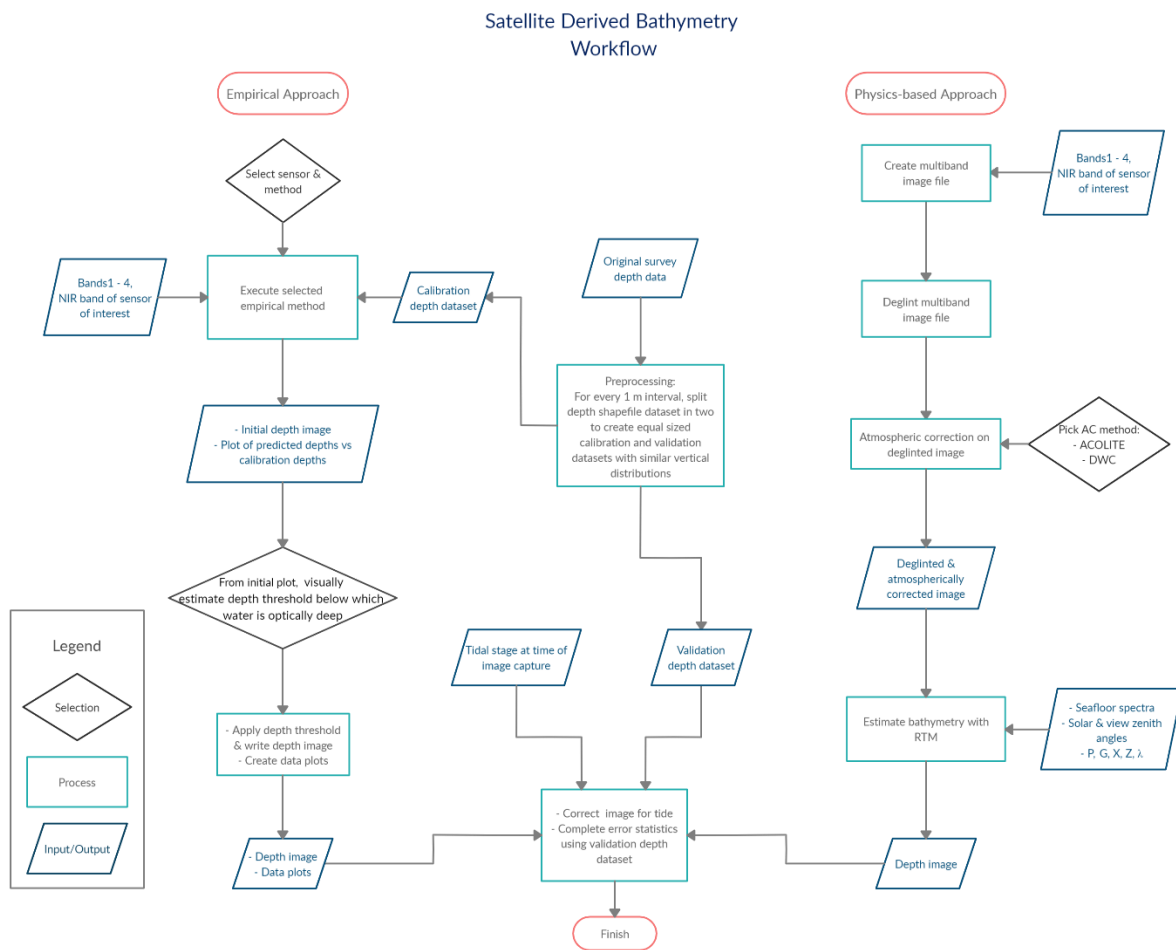 Satellite Derived Bathymetry
Workflow
Empirical Approach
Select sensor &
method
Bands1 - 4,
NIR band of sensor
of interest
Execute selected
empirical method
Calibration
depth dataset
Original survey
depth data
Preprocessing:
For every 1 m interval, split
depth shapefile dataset in two
to create equal sized
calibration and validation
datasets with similar vertical
distributions
- Initial depth image
- Plot of predicted depths vs
calibration depths
From initial plot, visually
estimate depth threshold below which
water is optically deep
- Apply depth threshold
& write depth image
- Create data plots
- Depth image
- Data plots
Tidal stage at time of
image capture
Validation
depth dataset
- Correct image for tide
- Complete error statistics
using validation depth
dataset
Finish
Physics-based Approach
Create multiband
image file
Bands1 - 4,
NIR band of sensor
of interest
Deglint multiband
image file
Atmospheric correction on
deglinted image
Pick AC method:
- ACOLITE
- DWC
Deglinted &
atmospherically
corrected image
Estimate bathymetry with
RTM
- Seafloor spectra
- Solar & view zenith
angles
- P, G, X, Z, λ
Depth image
Legend
Selection
Process
Input/Output